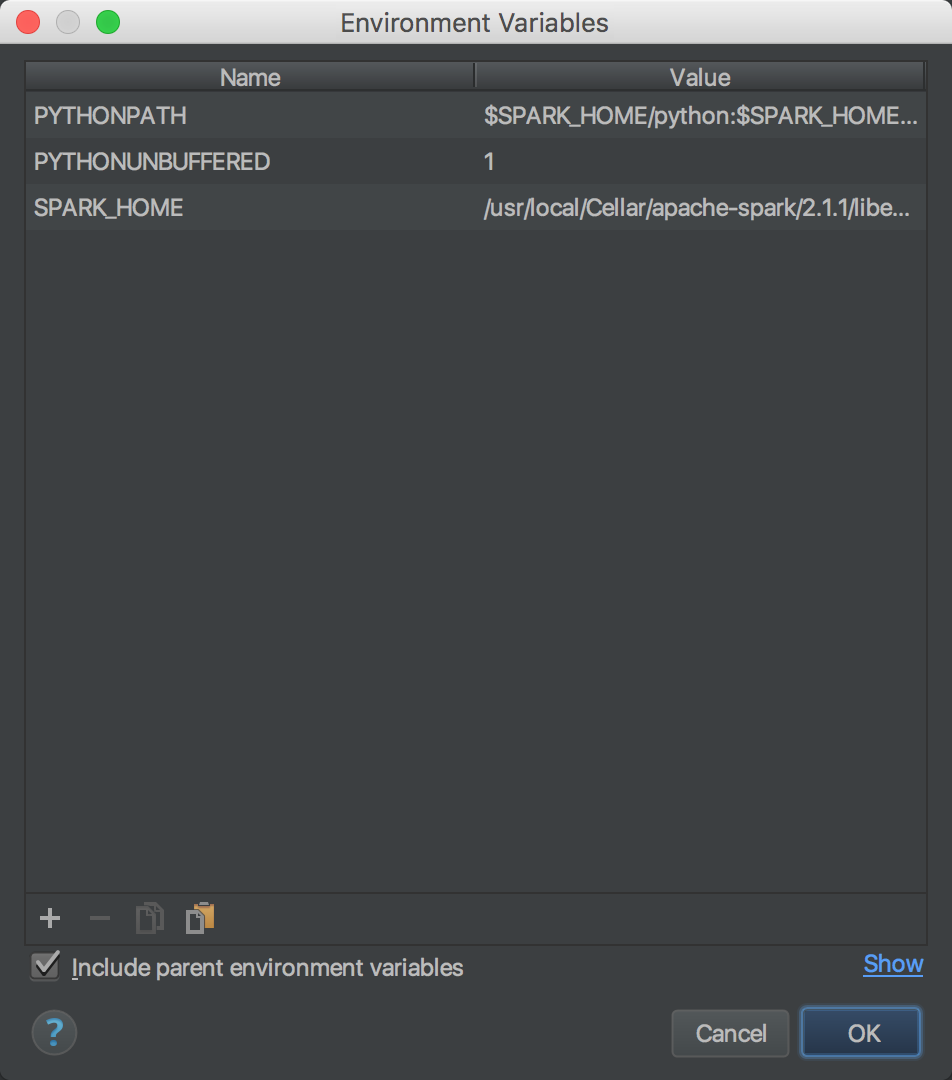 Environment Variables
Name Value
PYTHONPATH $SPARK_HOME/python:$SPARK_HOME...
PYTHONUNBUFFERED 1
SPARK_HOME /usr/local/Cellar/apache-spark/2.1.1/libe...
Include parent environment variables Show
? Cancel OK